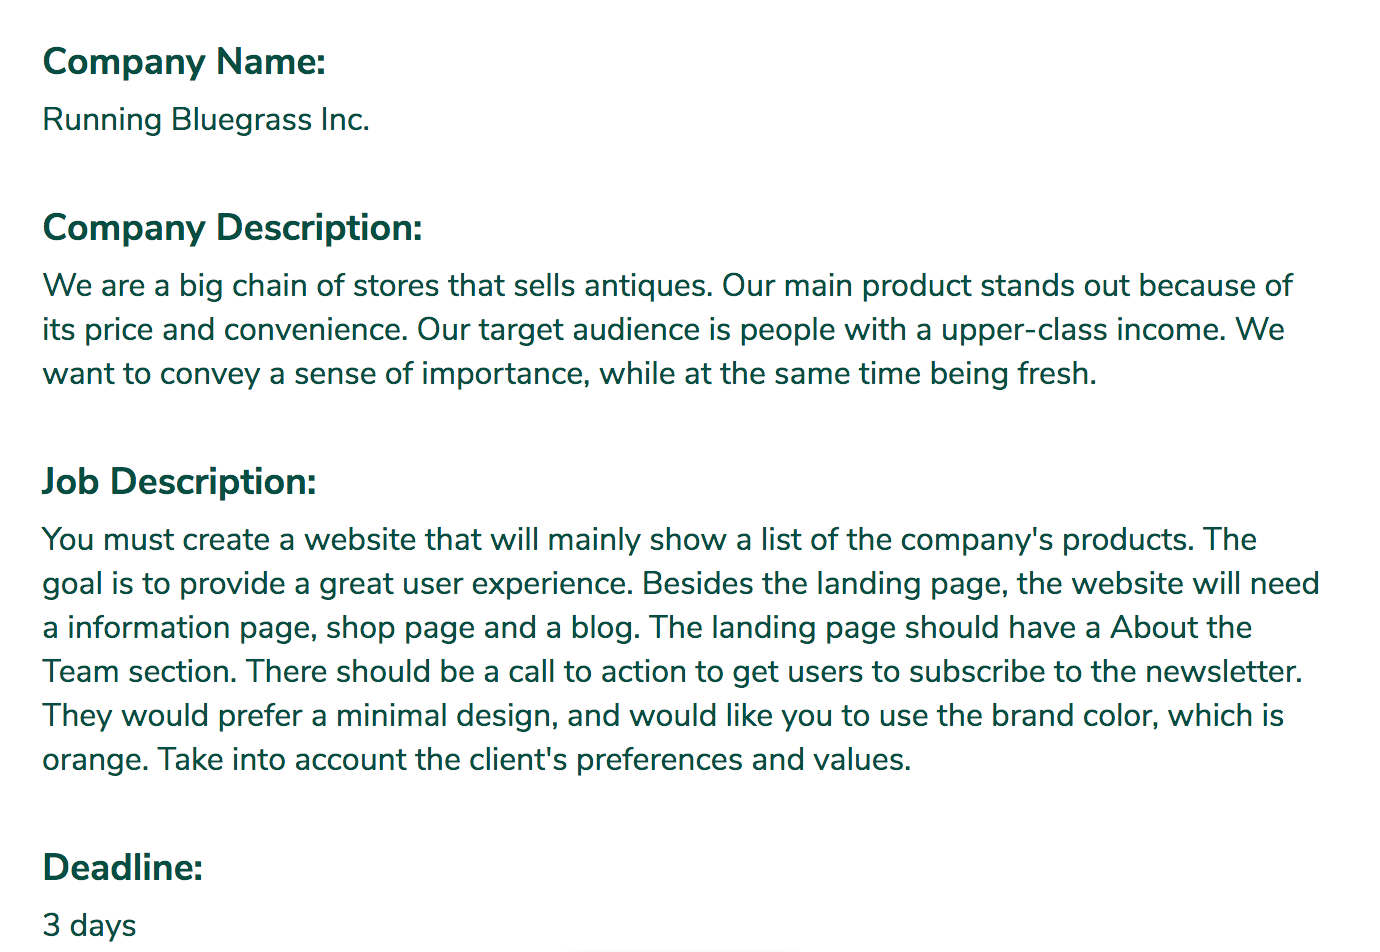 Company Name:
Running Bluegrass Inc.
Company Description:
We are a big chain of stores that sells antiques. Our main product stands out because of
its price and convenience. Our target audience is people with a upper-class income. We
want to convey a sense of importance, while at the same time being fresh.
Job Description:
You must create a website that will mainly show a list of the company's products. The
goal is to provide a great user experience. Besides the landing page, the website will need
a information page, shop page and a blog. The landing page should have a About the
Team section. There should be a call to action to get users to subscribe to the newsletter.
They would prefer a minimal design, and would like you to use the brand color, which is
orange. Take into account the client's preferences and values.
Deadline:
3 days